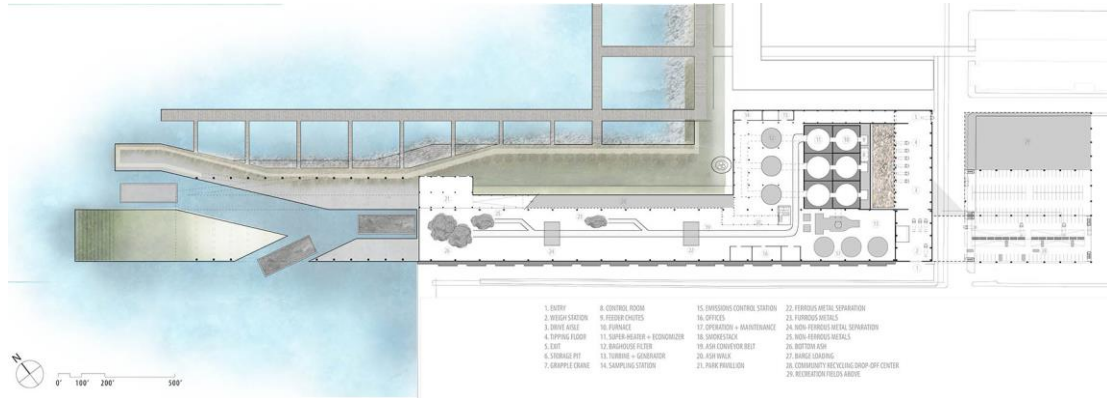 1. ENTRY
2. WEIGH STATION
3. DRIVE AISLE
4. TIPPING FLOOR
5. EXIT
6. STORAGE PIT
7. GRAPPLE CRANE
8. CONTROL ROOM
9. FEEDER CHUTES
10. FURNACE
11. SUPER-HEATER + ECONOMIZER
12. BAGHOUSE FILTER
13. TURBINE + GENERATOR
14. SAMPLING STATION
15. EMISSIONS CONTROL STATION
16. OFFICES
17. OPERATION + MAINTENANCE
18. SMOKESTACK
19. ASH CONVEYOR BELT
20. ASH WALK
21. PARK PAVILLION
22. FERROUS METAL SEPARATION
23. FURROUS METALS
24. NON-FERROUS METAL SEPARATION
25. NON-FERROUS METALS
26. BOTTOM ASH
27. BARGE LOADING
28. COMMUNITY RECYCLING DROP-OFF CENTER
29. RECREATION FIELDS ABOVE
N
0' 100' 200' 500'